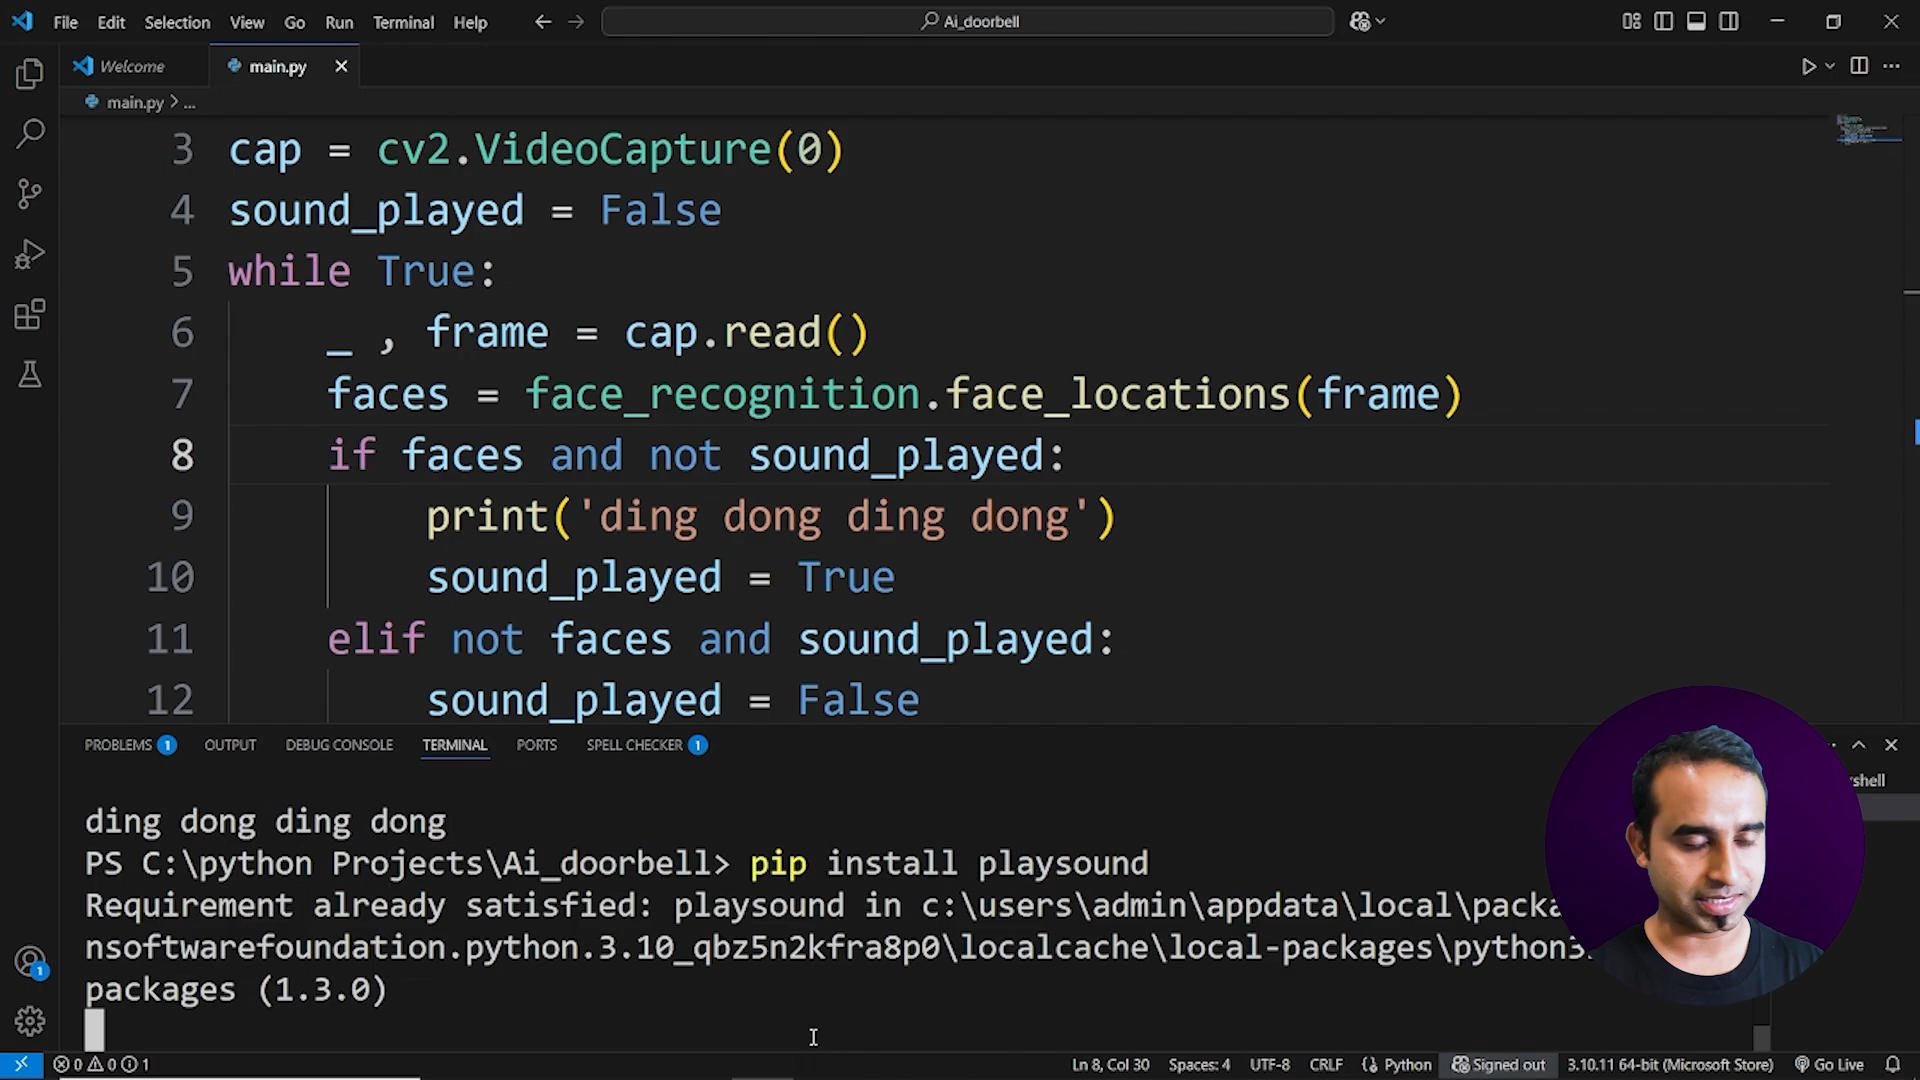 File Edit Selection View Go Run Terminal Help Ai_doorbell
Welcome main.py
main.py > ...
3 cap = cv2.VideoCapture(0)
4 sound_played = False
5 while True:
6 _ , frame = cap.read()
7 faces = face_recognition.face_locations(frame)
8 if faces and not sound_played:
9 print('ding dong ding dong')
10 sound_played = True
11 elif not faces and sound_played:
12 sound_played = False
PROBLEMS 1 OUTPUT DEBUG CONSOLE TERMINAL PORTS SPELL CHECKER 1
shell
ding dong ding dong
PS C:\python Projects\Ai_doorbell> pip install playsound
Requirement already satisfied: playsound in c:\users\admin\appdata\local\packa
nsoftwarefoundation.python.3.10_qbz5n2kfra8p0\localcache\local-packages\python3
packages (1.3.0)
1
0 0 1 Ln 8, Col 30 Spaces: 4 UTF-8 CRLF Python Signed out 3.10.11 64-bit (Microsoft Store) Go Live